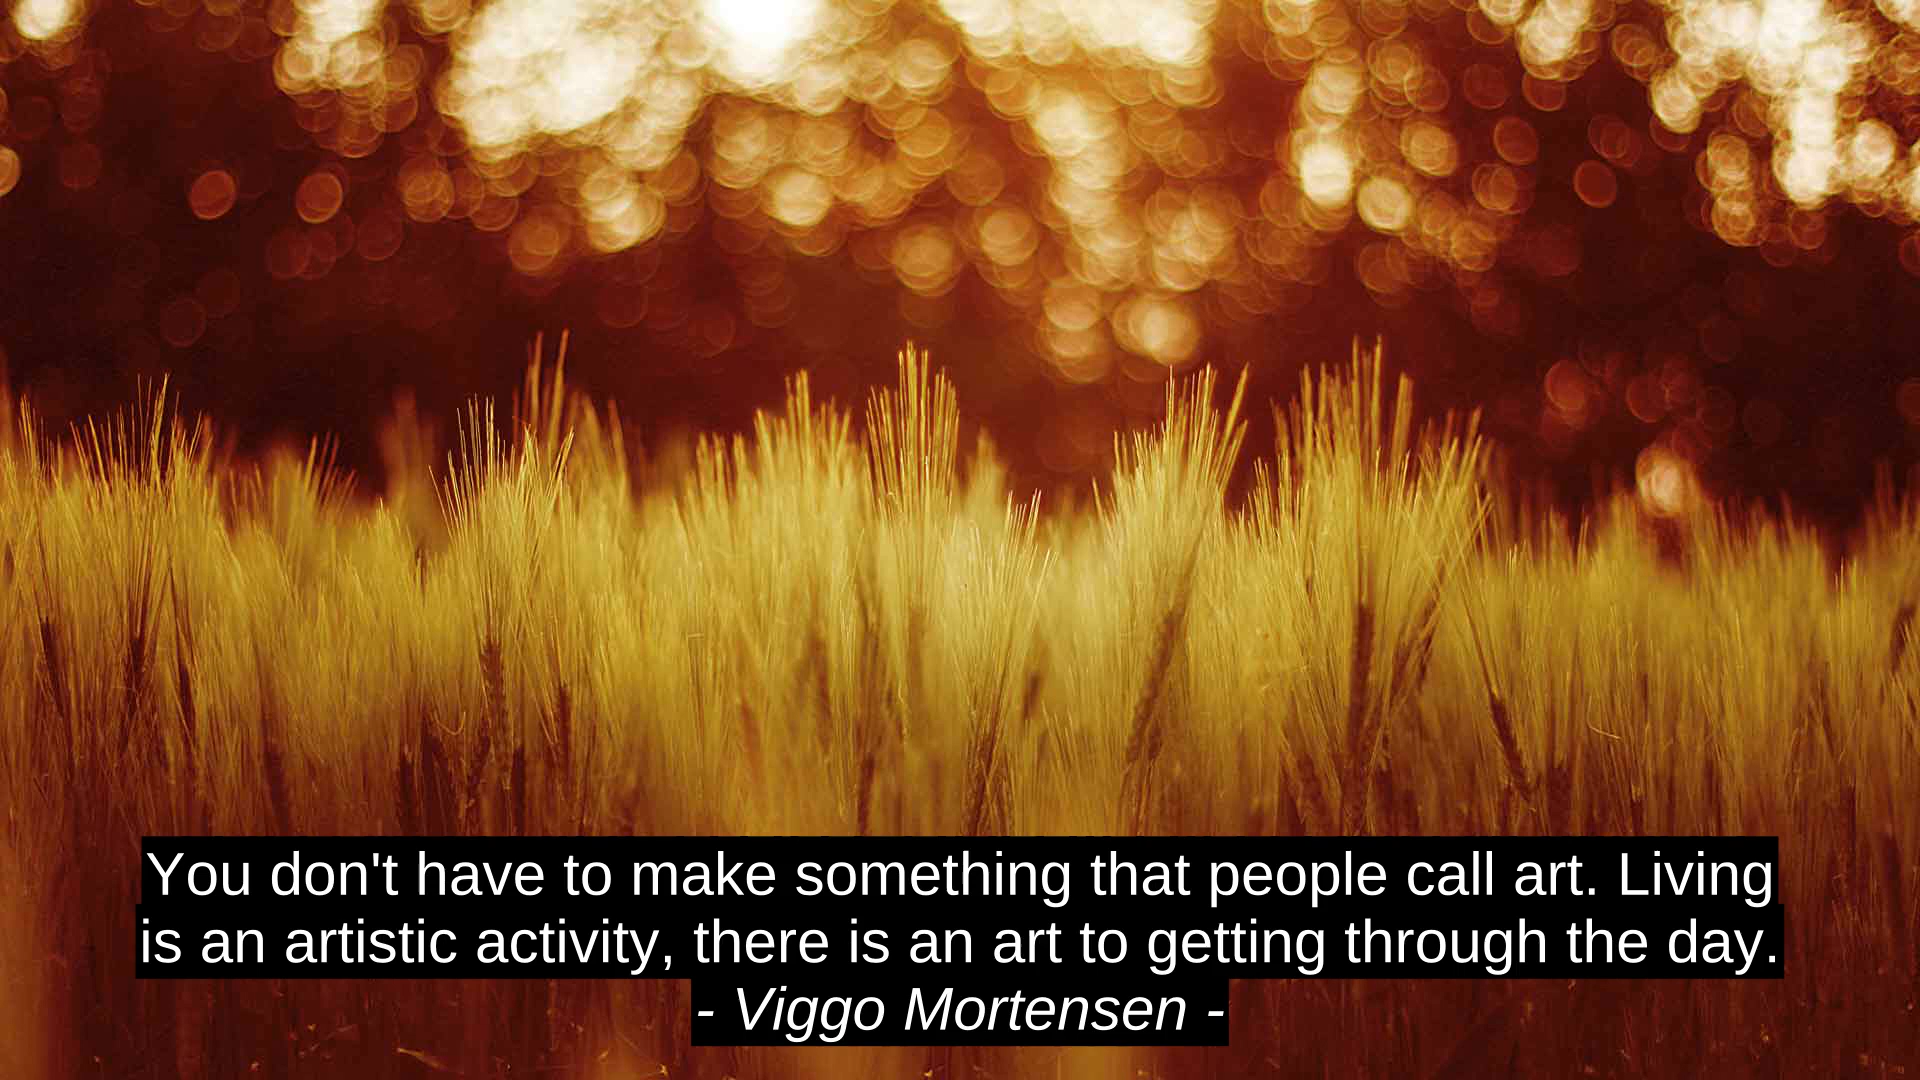 You don't have to make something that people call art. Living
is an artistic activity, there is an art to getting through the day.
- Viggo Mortensen -